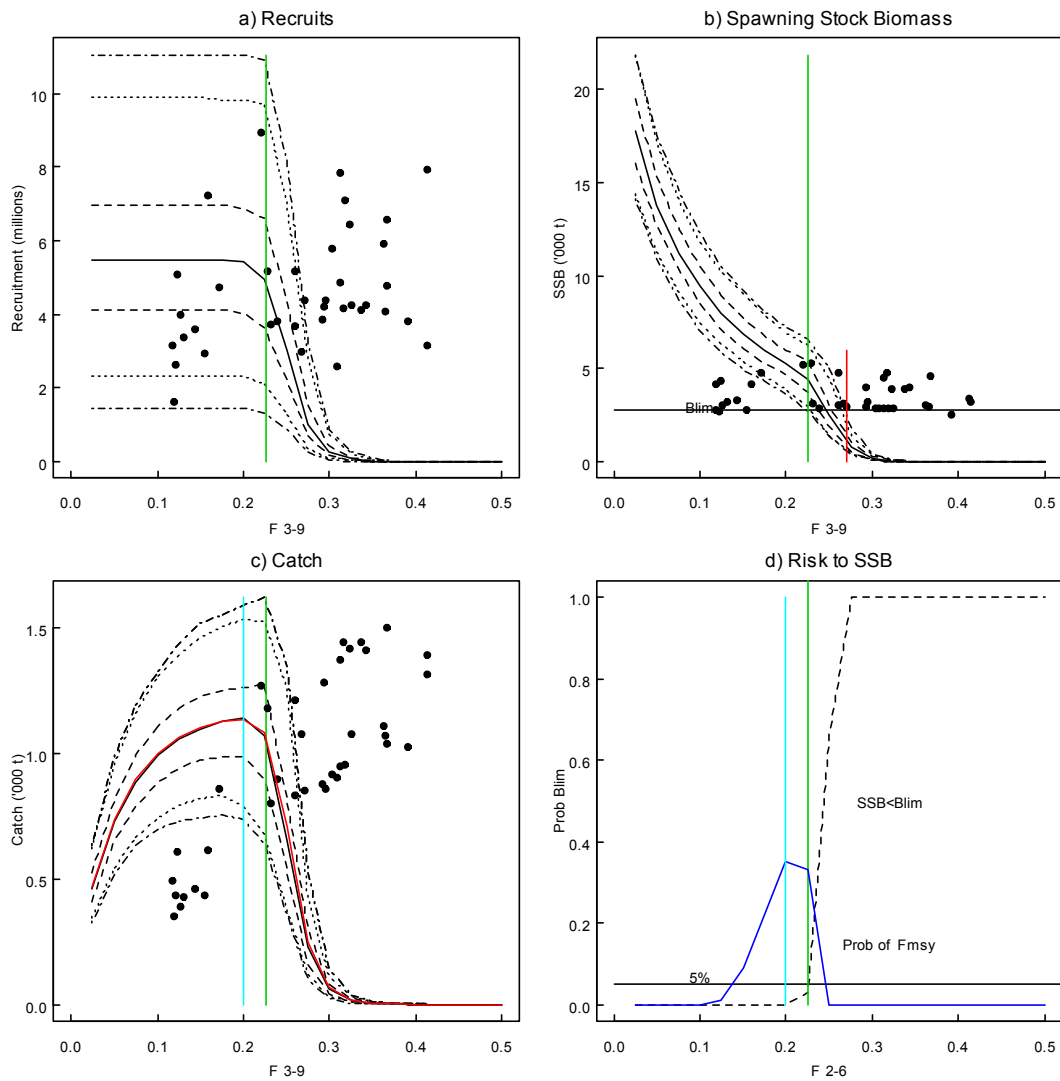 a) Recruits
Recruitment (millions)
10
8
6
4
2
0
0.0 0.1 0.2 0.3 0.4 0.5
F 3-9
b) Spawning Stock Biomass
SSB ('000 t)
20
15
10
5
0
Blim
0.0 0.1 0.2 0.3 0.4 0.5
F 3-9
c) Catch
Catch ('000 t)
1.5
1.0
0.5
0.0
0.0 0.1 0.2 0.3 0.4 0.5
F 3-9
d) Risk to SSB
Prob Blim
1.0
0.8
0.6
0.4
0.2
0.0
SSB<Blim
Prob of Fmsy
5%
0.0 0.1 0.2 0.3 0.4 0.5
F 2-6